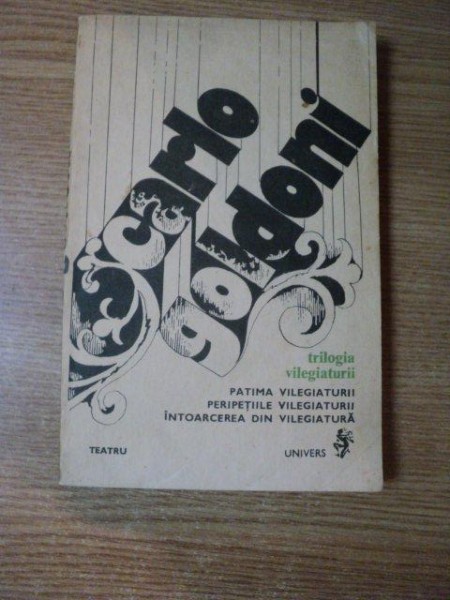 carlo
goldoni
trilogia
vilegiaturii
PATIMA VILEGIATURII
PERIPEȚIILE VILEGIATURII
ÎNTOARCEREA DIN VILEGIATURĂ
TEATRU
UNIVERS